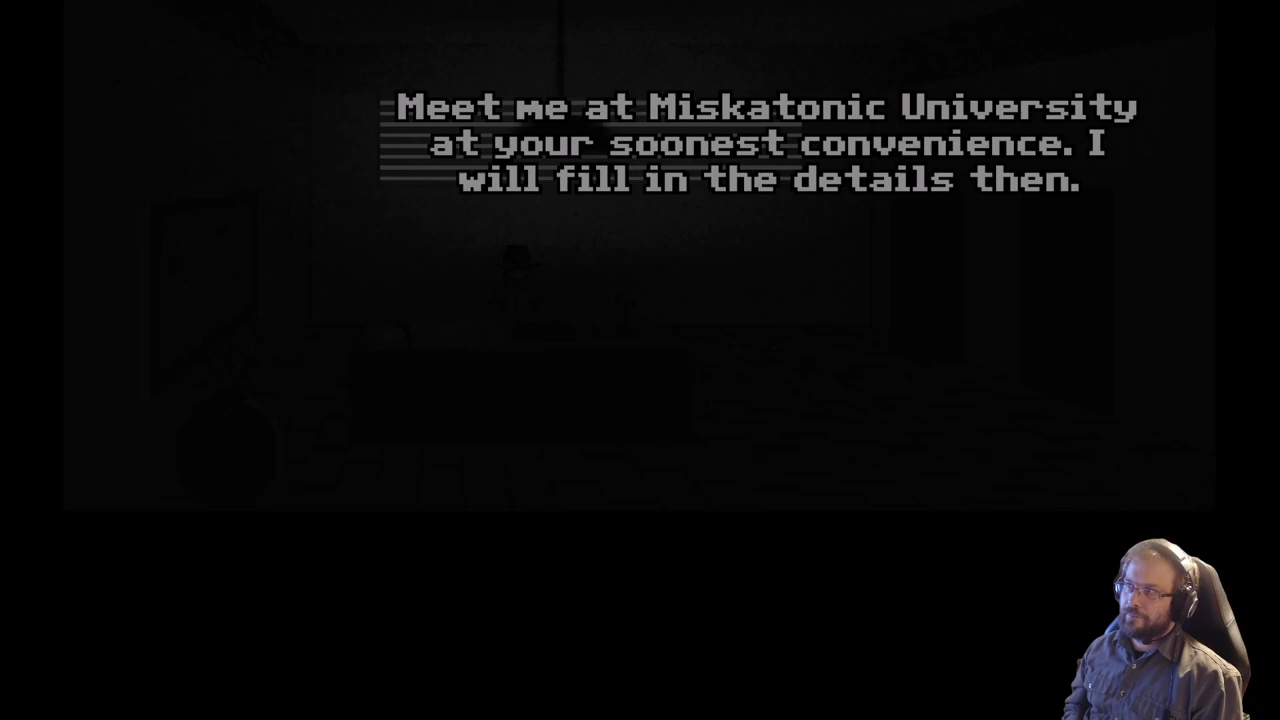 Meet me at Miskatonic University
at your soonest convenience. I
will fill in the details then.